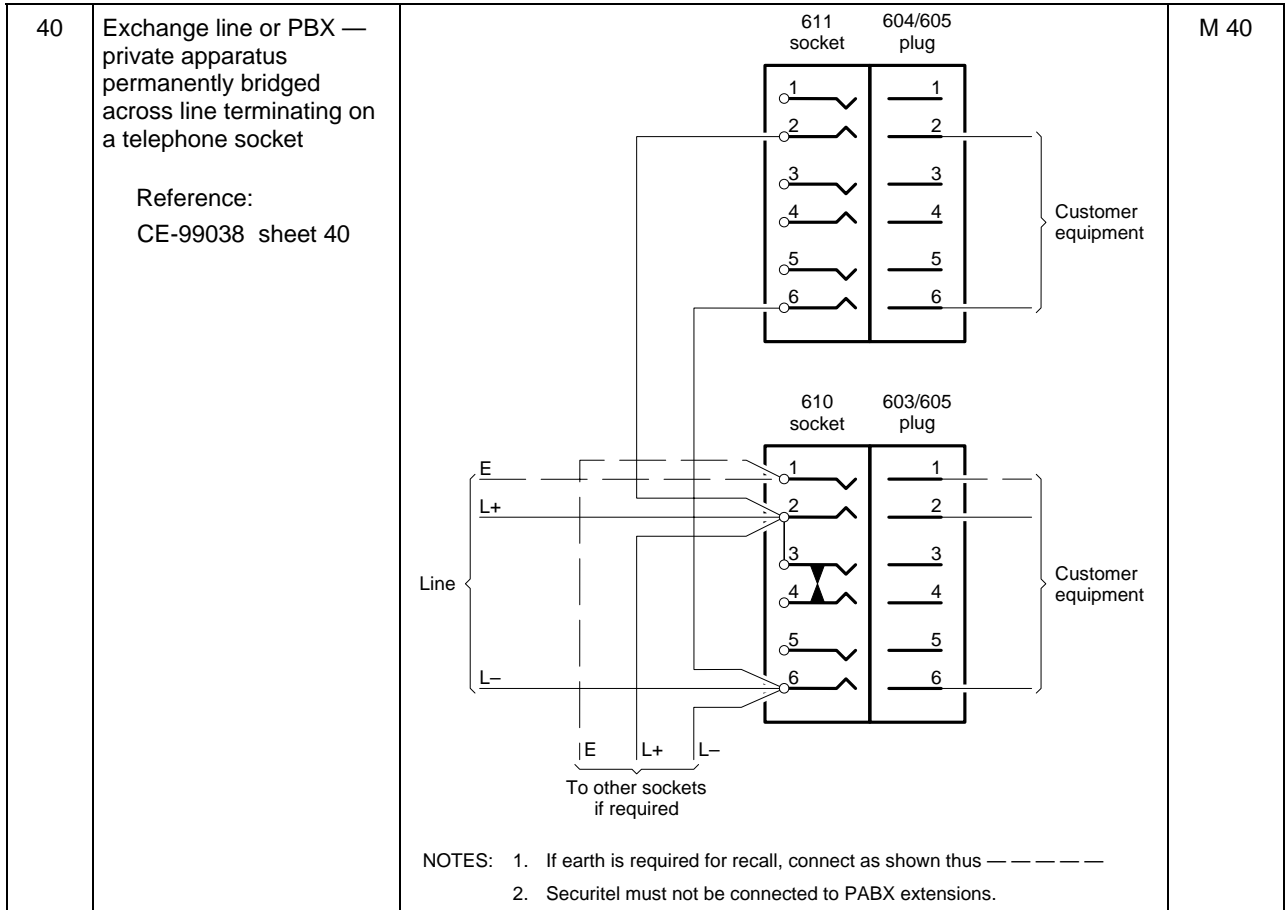 40
Exchange line or PBX —
private apparatus
permanently bridged
across line terminating on
a telephone socket
Reference:
CE-99038 sheet 40
M 40
611
socket
604/605
plug
1 1
2 2
3 3
4 4
5 5
6 6
Customer
equipment
610
socket
603/605
plug
E
L+
Line
L–
1 1
2 2
3 3
4 4
5 5
6 6
Customer
equipment
E L+ L–
To other sockets
if required
NOTES: 1. If earth is required for recall, connect as shown thus — — — — —
2. Securitel must not be connected to PABX extensions.